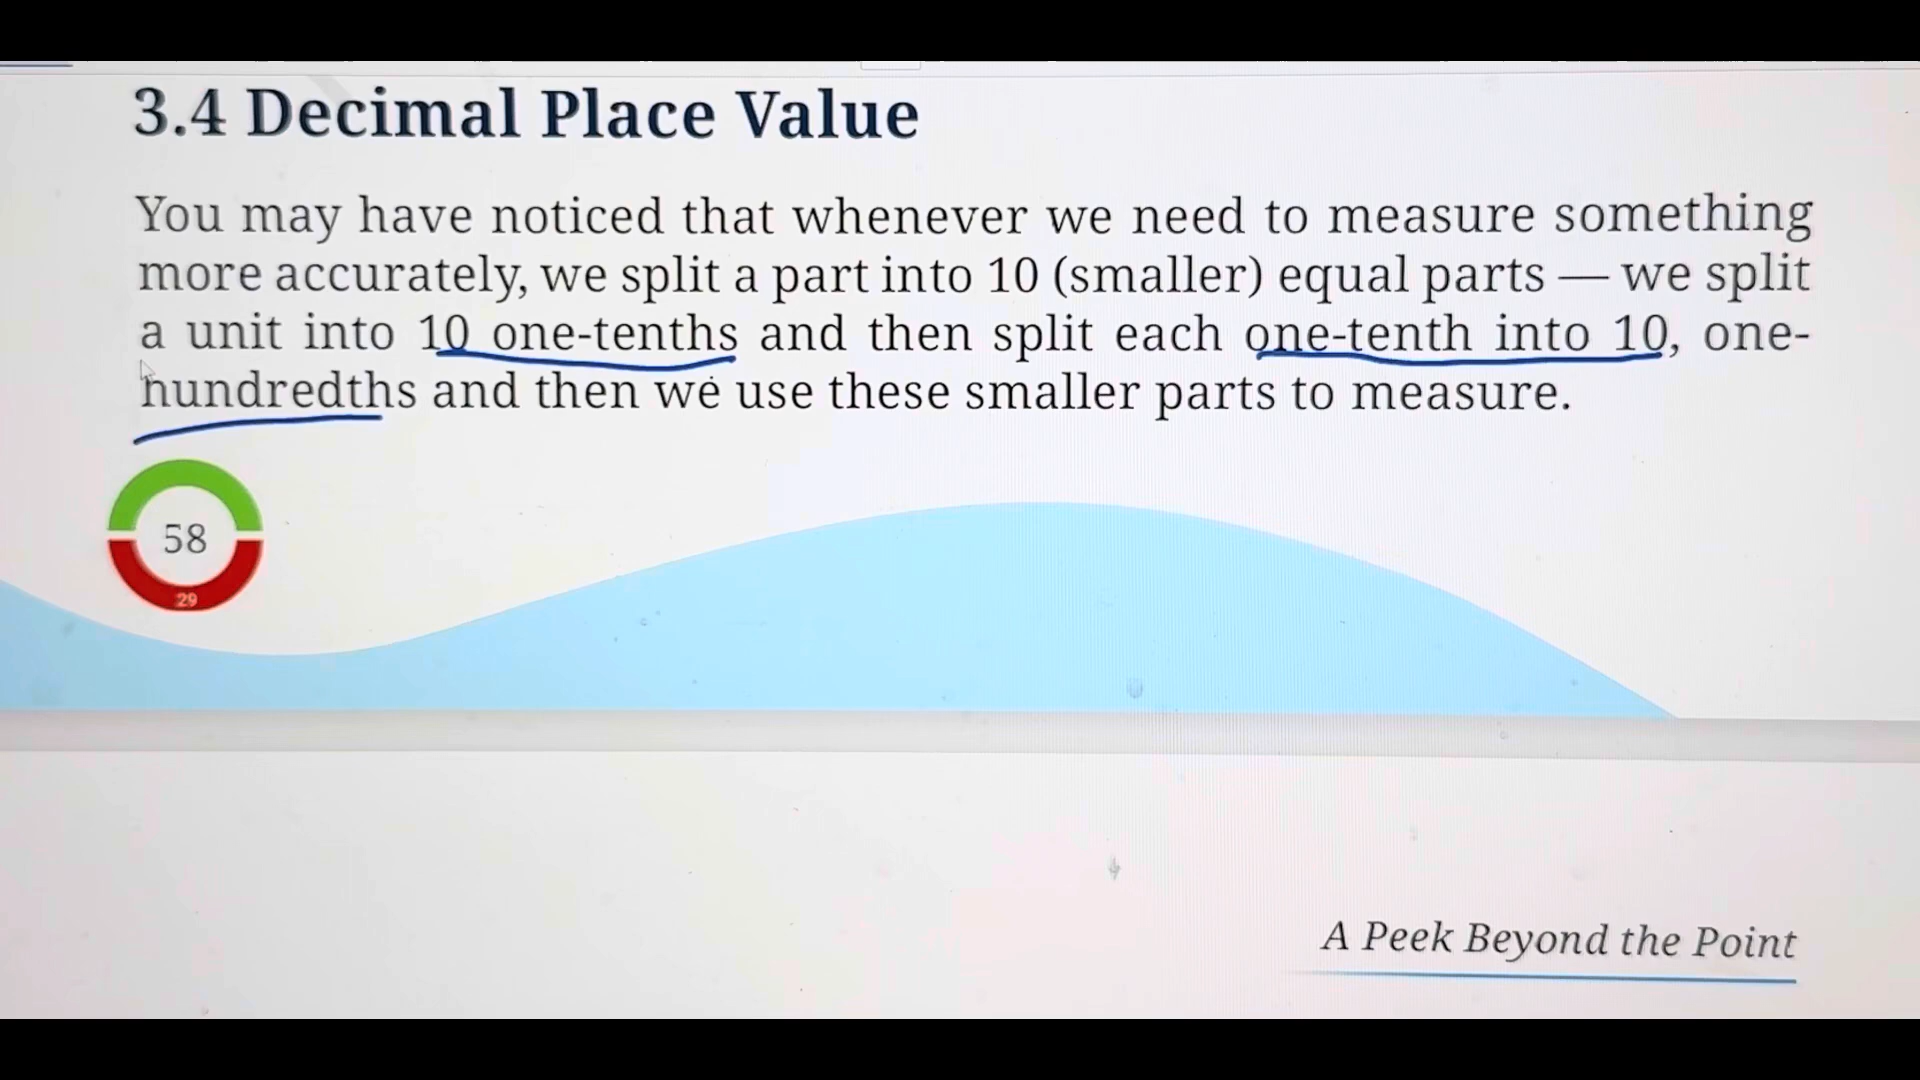 3.4 Decimal Place Value
You may have noticed that whenever we need to measure something
more accurately, we split a part into 10 (smaller) equal parts — we split
a unit into 10 one-tenths and then split each one-tenth into 10, one-
hundredths and then we use these smaller parts to measure.
58
29
A Peek Beyond the Point